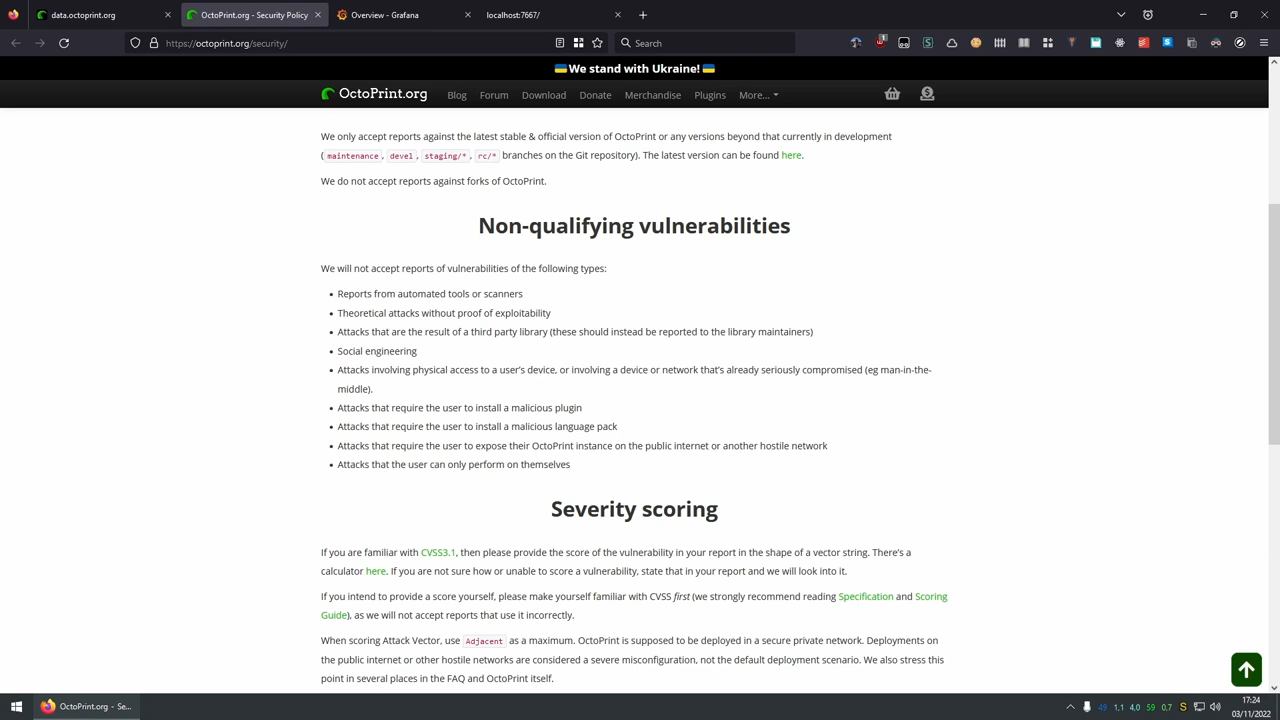 data.octoprint.org
OctoPrint.org - Security Policy
Overview - Grafana
localhost:7667/
https://octoprint.org/security/
Search
1
We stand with Ukraine!
OctoPrint.org
Blog
Forum
Download
Donate
Merchandise
Plugins
More...
We only accept reports against the latest stable & official version of OctoPrint or any versions beyond that currently in development
(maintenance, devel, staging/*, rc/* branches on the Git repository). The latest version can be found here.
We do not accept reports against forks of OctoPrint.
Non-qualifying vulnerabilities
We will not accept reports of vulnerabilities of the following types:
Reports from automated tools or scanners
Theoretical attacks without proof of exploitability
Attacks that are the result of a third party library (these should instead be reported to the library maintainers)
Social engineering
Attacks involving physical access to a user's device, or involving a device or network that's already seriously compromised (eg man-in-the-
middle).
Attacks that require the user to install a malicious plugin
Attacks that require the user to install a malicious language pack
Attacks that require the user to expose their OctoPrint instance on the public internet or another hostile network
Attacks that the user can only perform on themselves
Severity scoring
If you are familiar with CVSS3.1, then please provide the score of the vulnerability in your report in the shape of a vector string. There's a
calculator here. If you are not sure how or unable to score a vulnerability, state that in your report and we will look into it.
If you intend to provide a score yourself, please make yourself familiar with CVSS first (we strongly recommend reading Specification and Scoring
Guide), as we will not accept reports that use it incorrectly.
When scoring Attack Vector, use Adjacent as a maximum. OctoPrint is supposed to be deployed in a secure private network. Deployments on
the public internet or other hostile networks are considered a severe misconfiguration, not the default deployment scenario. We also stress this
point in several places in the FAQ and OctoPrint itself.
OctoPrint.org - Se...
49 1,1 4,0 59 0,7
17:24
03/11/2022